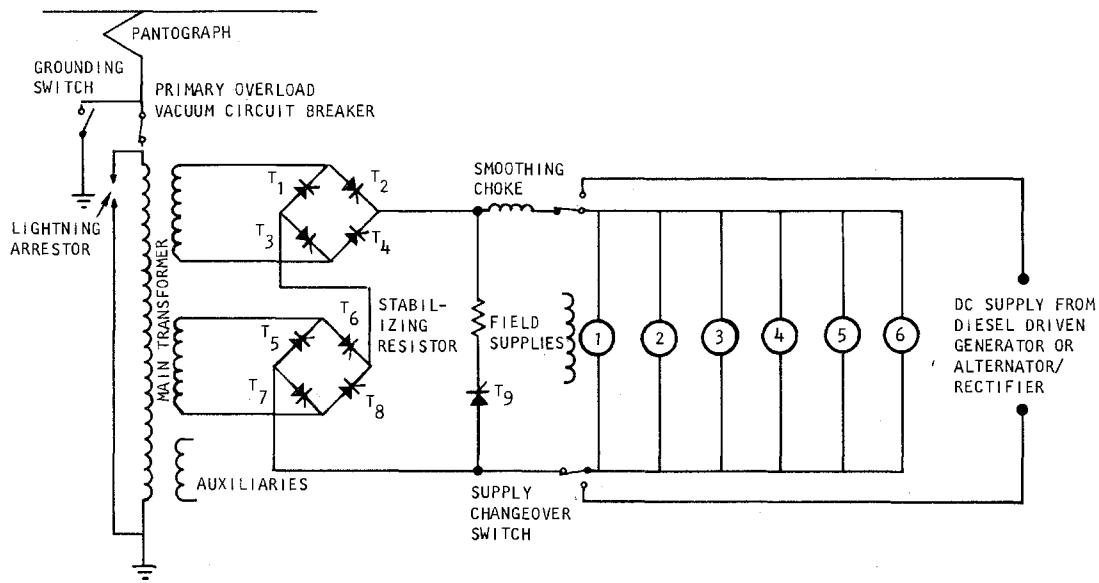 PANTOGRAPH
GROUNDING
SWITCH
PRIMARY OVERLOAD
VACUUM CIRCUIT BREAKER
LIGHTNING
ARRESTOR
MAIN TRANSFORMER
T1
T2
T3
T4
T5
T6
T7
T8
AUXILIARIES
STABIL-
IZING
RESISTOR
SMOOTHING
CHOKE
FIELD
SUPPLIES
T9
SUPPLY
CHANGEOVER
SWITCH
1
2
3
4
5
6
DC SUPPLY FROM
DIESEL DRIVEN
GENERATOR OR
ALTERNATOR/
RECTIFIER